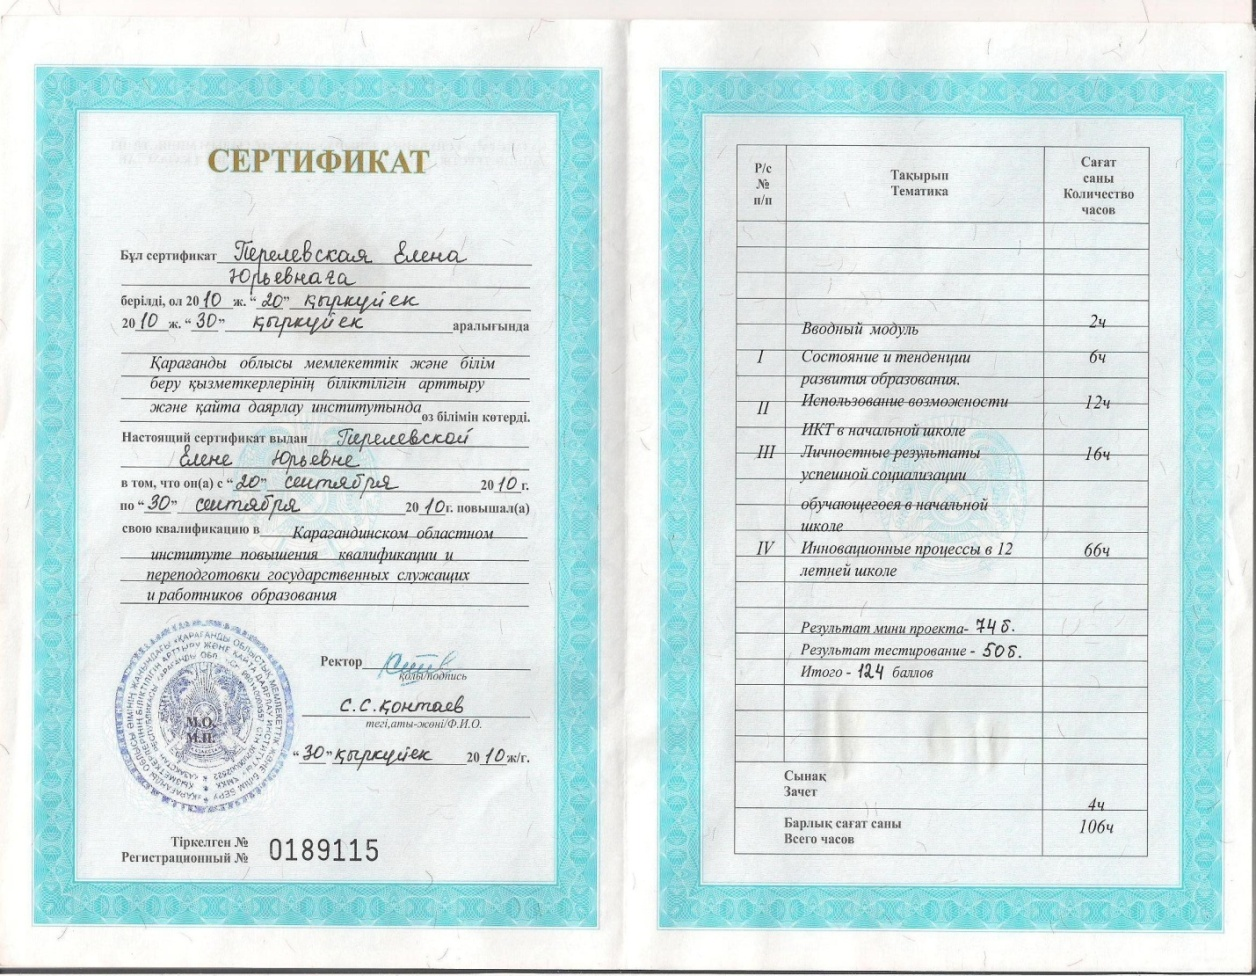 СЕРТИФИКАТ
Бұл сертификат Перелевская Елена
Юрьевнаға
берілді, ол 2010 ж. “20” қыркүйек
2010 ж. “30” қыркүйек аралығында
Қарағанды облысы мемлекеттік және білім
беру қызметкерлерінің біліктілігін арттыру
және қайта даярлау институтында өз білімін көтерді.
Настоящий сертификат выдан Перелевской
Елене Юрьевне
в том, что он(а) с “20” сентября 2010 г.
по “30” сентября 2010г. повышал(а)
свою квалификацию в Карагандинском областном
институте повышения квалификации и
переподготовки государственных служащих
и работников образования
Ректор
қолы/подпись
С.С.Қонтаев
тегі,аты-жөні/Ф.И.О.
“30” қыркүйек 2010 ж/г.
М.О.
М.П.
Тіркелген №
Регистрационный № 0189115
Р/с № п/п Тақырып Тематика Сағат саны Количество часов
Вводный модуль 2ч
I Состояние и тенденции 6ч
развития образования.
II Использование возможности 12ч
ИКТ в начальной школе
III Личностные результаты 16ч
успешной социализации
обучающегося в начальной
школе
IV Инновационные процессы в 12 66ч
летней школе
Результат мини проекта- 74 б.
Результат тестирование - 50б.
Итого - 124 баллов
Сынақ
Зачет 4ч
Барлық сағат саны 106ч
Всего часов